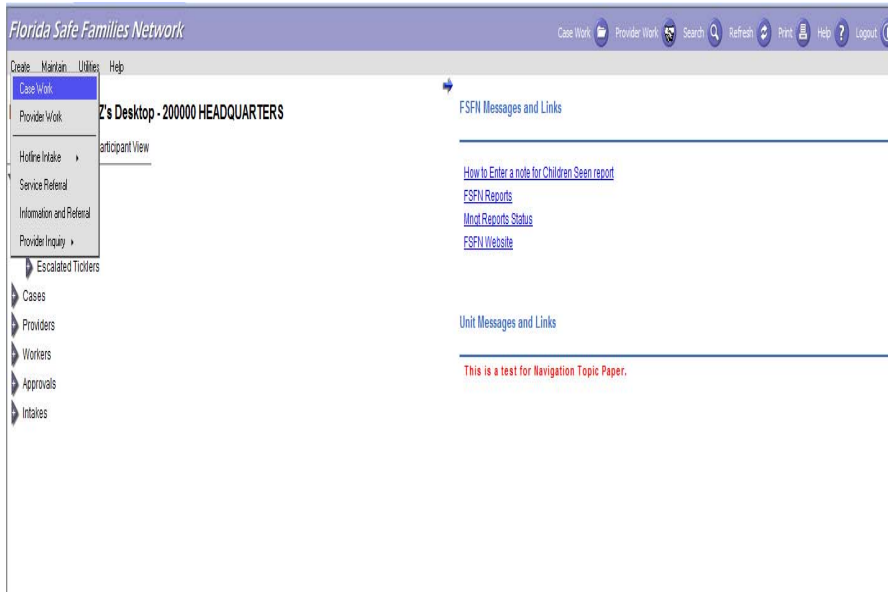 Florida Safe Families Network
Case Work Provider Work Search Refresh Print Help Logout
Create Maintain Utilities Help
Case Work
Provider Work
Hotline Intake
Service Referral
Information and Referral
Provider Inquiry
Z's Desktop - 200000 HEADQUARTERS
articipant View
Escalated Ticklers
Cases
Providers
Workers
Approvals
Intakes
FSFN Messages and Links
How to Enter a note for Children Seen report
FSFN Reports
Mngt Reports Status
FSFN Website
Unit Messages and Links
This is a test for Navigation Topic Paper.